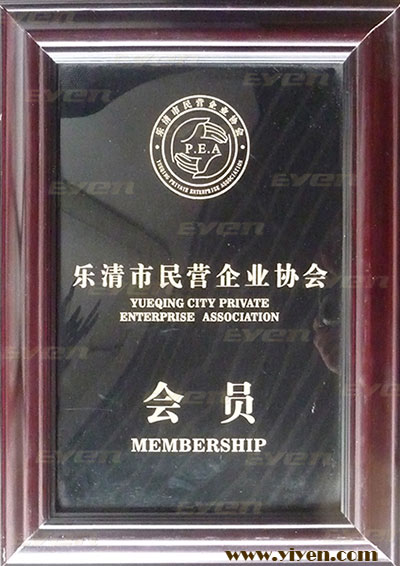 乐清市民营企业协会
P.E.A
YUEQING PRIVATE ENTERPRISE ASSOCIATION
乐清市民营企业协会
YUEQING CITY PRIVATE
ENTERPRISE ASSOCIATION
会员
MEMBERSHIP
EYEN
www.yiyen.com